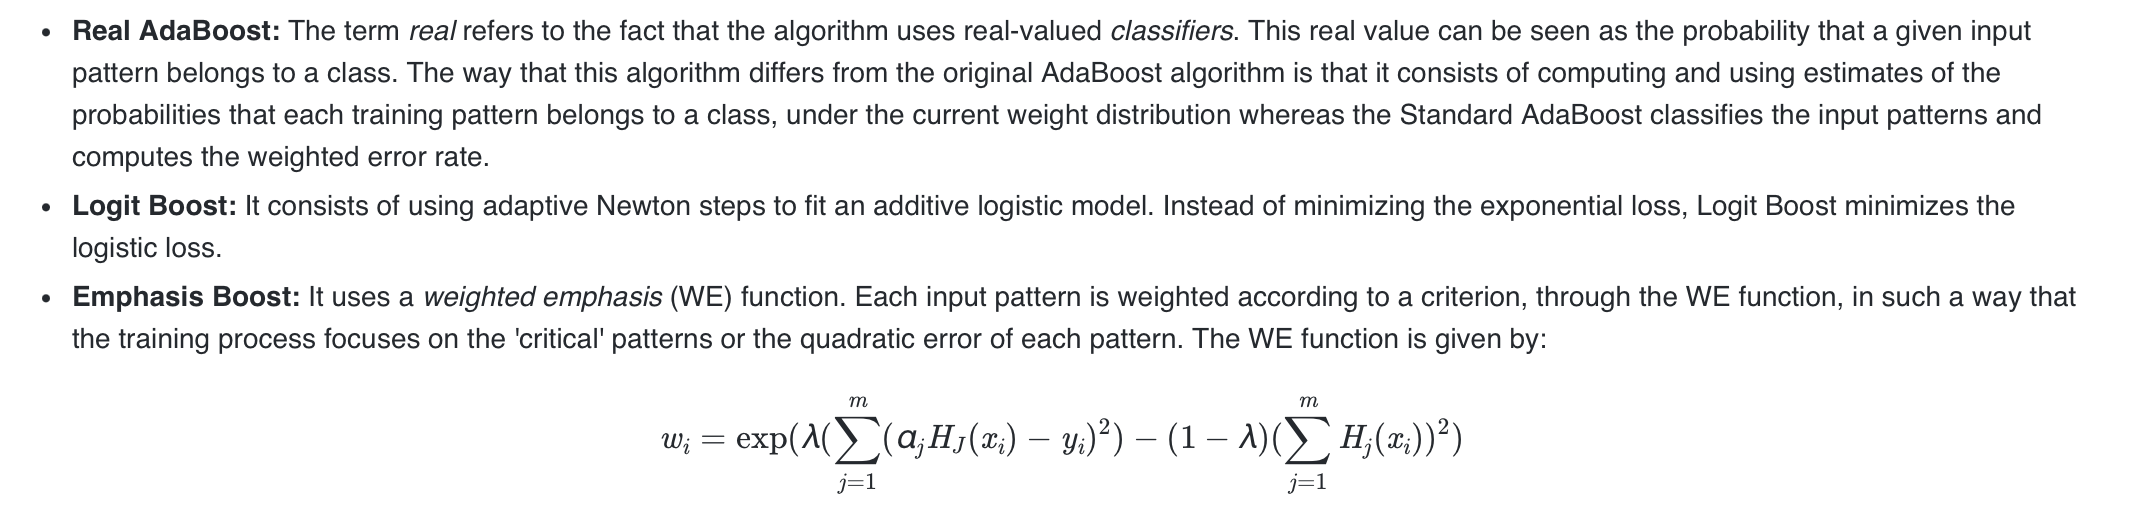 • Real AdaBoost: The term real refers to the fact that the algorithm uses real-valued classifiers. This real value can be seen as the probability that a given input
pattern belongs to a class. The way that this algorithm differs from the original AdaBoost algorithm is that it consists of computing and using estimates of the
probabilities that each training pattern belongs to a class, under the current weight distribution whereas the Standard AdaBoost classifies the input patterns and
computes the weighted error rate.
• Logit Boost: It consists of using adaptive Newton steps to fit an additive logistic model. Instead of minimizing the exponential loss, Logit Boost minimizes the
logistic loss.
• Emphasis Boost: It uses a weighted emphasis (WE) function. Each input pattern is weighted according to a criterion, through the WE function, in such a way that
the training process focuses on the 'critical' patterns or the quadratic error of each pattern. The WE function is given by:
w_i = exp(λ(∑_{j=1}^{m}(α_j H_J(x_i) − y_i)^2) − (1 − λ)(∑_{j=1}^{m} H_j(x_i))^2)